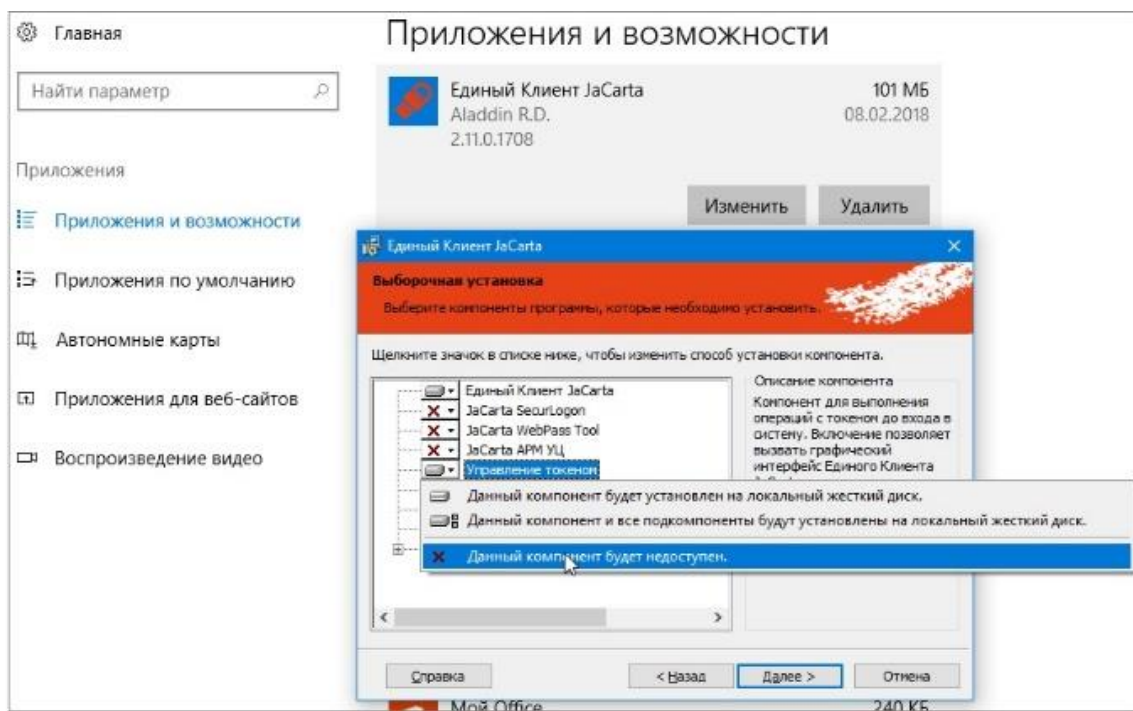 Главная
Найти параметр
Приложения
Приложения и возможности
Приложения по умолчанию
Автономные карты
Приложения для веб-сайтов
Воспроизведение видео
Приложения и возможности
Единый Клиент JaCarta
101 МБ
Aladdin R.D.
08.02.2018
2.11.0.1708
Изменить
Удалить
Единый Клиент JaCarta
Выборочная установка
Выберите компоненты программы, которые необходимо установить.
Щелкните значок в списке ниже, чтобы изменить способ установки компонента.
Единый Клиент JaCarta
JaCarta SecurLogon
JaCarta WebPass Tool
JaCarta АРМ УЦ
Управление токеном
Описание компонента
Компонент для выполнения
операций с токеном до входа в
систему. Включение позволяет
вызвать графический
интерфейс Единого Клиента
Данный компонент будет установлен на локальный жесткий диск.
Данный компонент и все подкомпоненты будут установлены на локальный жесткий диск.
Данный компонент будет недоступен.
Справка
< Назад
Далее >
Отмена
Мой Office
240 КБ